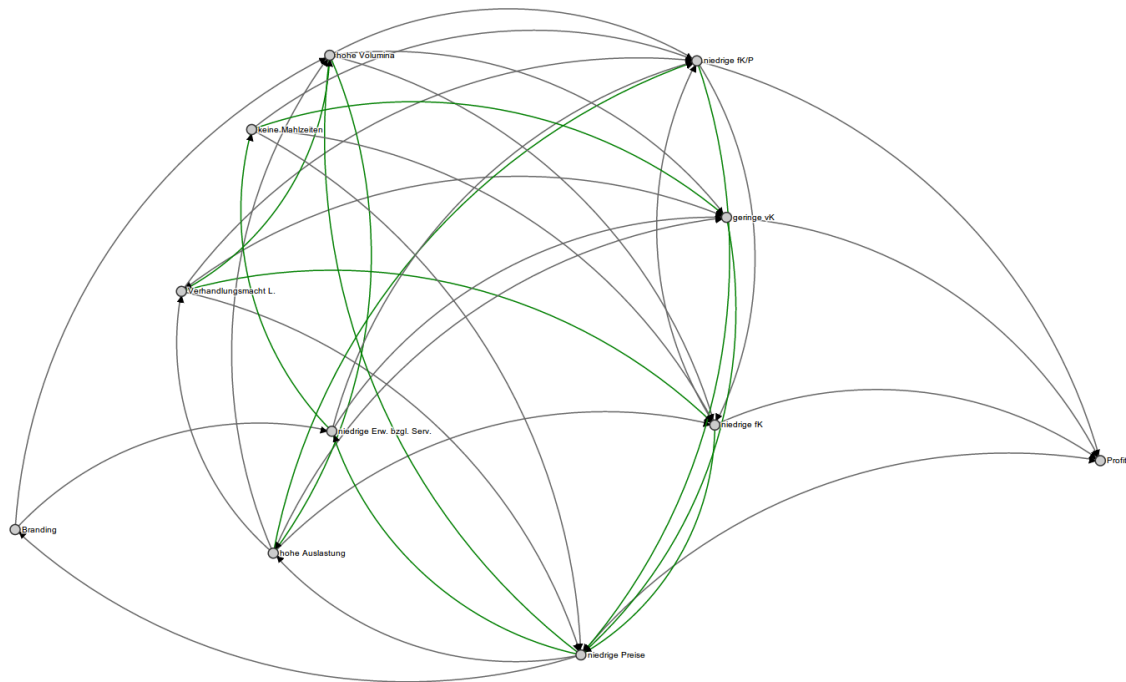 hohe Volumina
niedrige fK/P
keine Mahlzeiten
geringe vK
Verhandlungsmacht L.
niedrige fK
niedrige Erw. bzgl. Serv.
Profit
Branding
hohe Auslastung
niedrige Preise